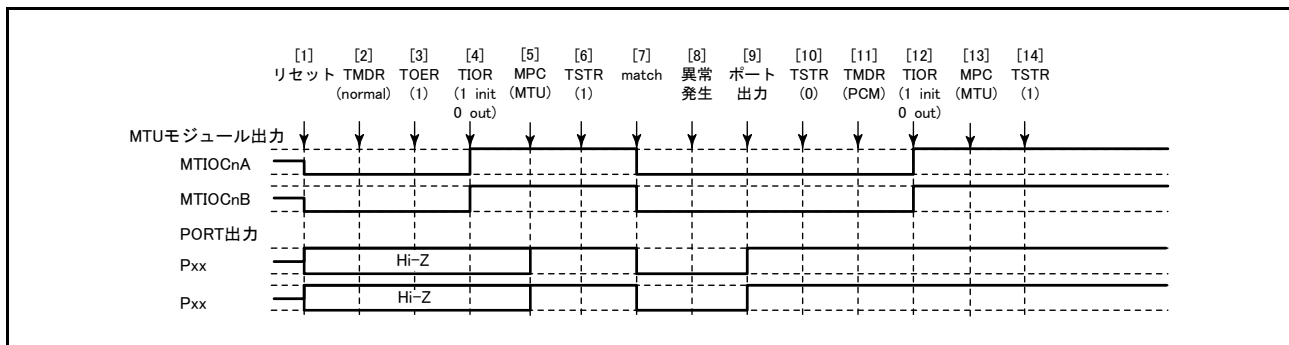 [1] [2] [3] [4] [5] [6] [7] [8] [9] [10] [11] [12] [13] [14]
リセット TMDR TOER TIOR MPC TSTR match 異常 ポート TSTR TMDR TIOR MPC TSTR
(normal) (1) (1 init (MTU) (1) 発生 出力 (0) (PCM) (1 init (MTU) (1)
0 out) 0 out)
MTUモジュール出力
MTIOCnA
MTIOCnB
PORT出力
Pxx Hi-Z
Pxx Hi-Z